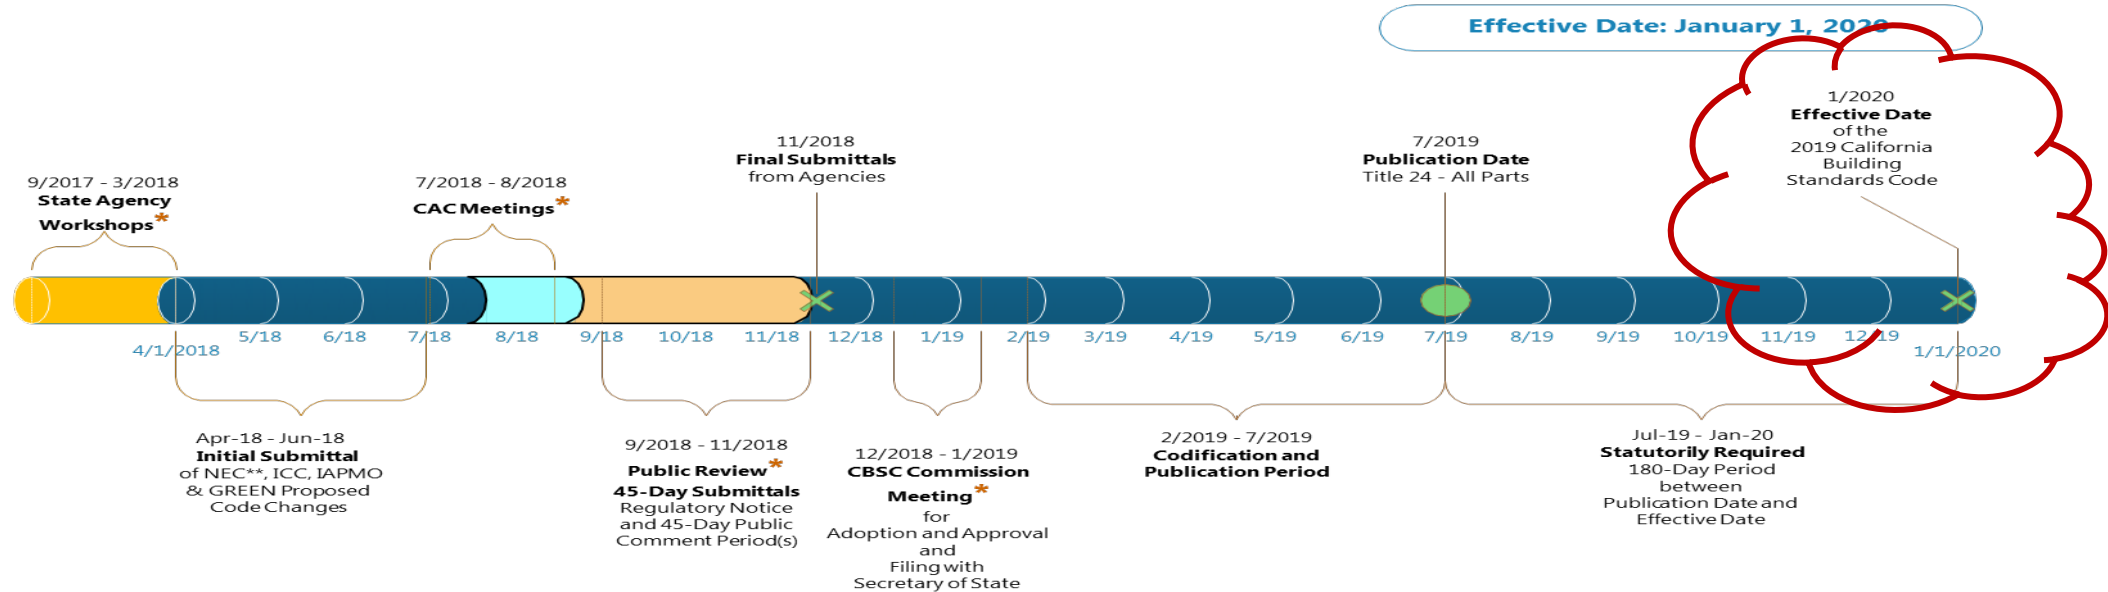 Effective Date: January 1, 2020
1/2020
Effective Date
of the
2019 California
Building
Standards Code
11/2018
Final Submittals
from Agencies
7/2019
Publication Date
Title 24 - All Parts
9/2017 - 3/2018
State Agency
Workshops*
7/2018 - 8/2018
CAC Meetings*
4/1/2018 5/18 6/18 7/18 8/18 9/18 10/18 11/18 12/18 1/19 2/19 3/19 4/19 5/19 6/19 7/19 8/19 9/19 10/19 11/19 12/19 1/1/2020
Apr-18 - Jun-18
Initial Submittal
of NEC**, ICC, IAPMO
& GREEN Proposed
Code Changes
9/2018 - 11/2018
Public Review*
45-Day Submittals
Regulatory Notice
and 45-Day Public
Comment Period(s)
12/2018 - 1/2019
CBSC Commission
Meeting*
for
Adoption and Approval
and
Filing with
Secretary of State
2/2019 - 7/2019
Codification and
Publication Period
Jul-19 - Jan-20
Statutorily Required
180-Day Period
between
Publication Date and
Effective Date